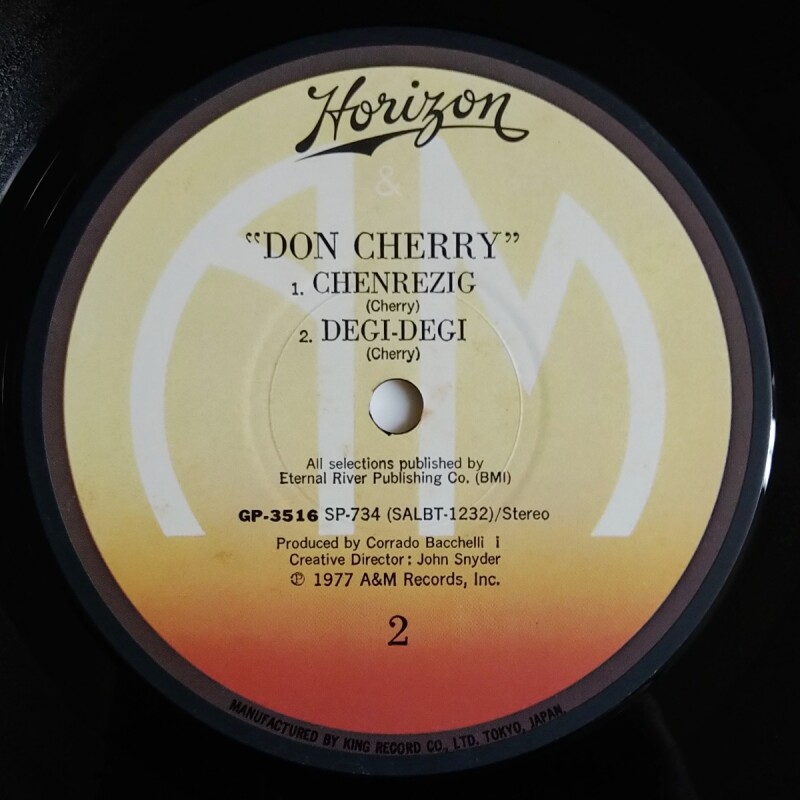 Horizon
&
AM
“DON CHERRY”
1. CHENREZIG
(Cherry)
2. DEGI-DEGI
(Cherry)
All selections published by
Eternal River Publishing Co. (BMI)
GP-3516 SP-734 (SALBT-1232)/Stereo
Produced by Corrado Bacchelli i
Creative Director: John Snyder
℗ 1977 A&M Records, Inc.
2
MANUFACTURED BY KING RECORD CO., LTD. TOKYO, JAPAN.